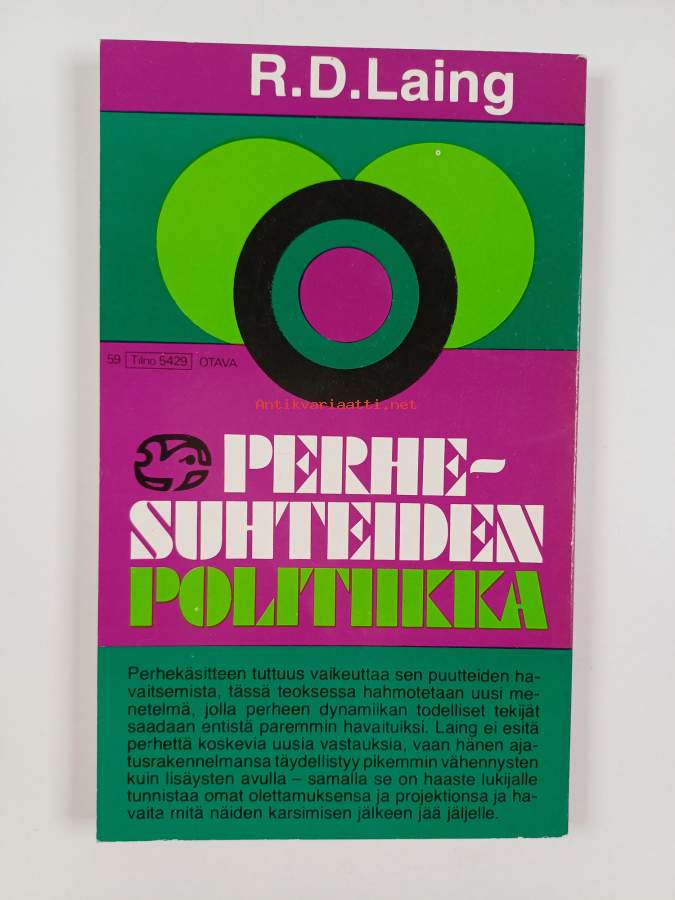 R.D.Laing
59 Tilno 5429 OTAVA
Antikvariaatti.net
PERHE-
SUHTEIDEN
POLITIIKKA
Perhekäsitteen tuttuus vaikeuttaa sen puutteiden ha-
vaitsemista, tässä teoksessa hahmotetaan uusi me-
netelmä, jolla perheen dynamiikan todelliset tekijät
saadaan entistä paremmin havaituiksi. Laing ei esitä
perhettä koskevia uusia vastauksia, vaan hänen aja-
tusrakennelmansa täydellistyy pikemmin vähennysten
kuin lisäysten avulla – samalla se on haaste lukijalle
tunnistaa omat olettamuksensa ja projektionsa ja ha-
vaita mitä näiden karsimisen jälkeen jää jäljelle.